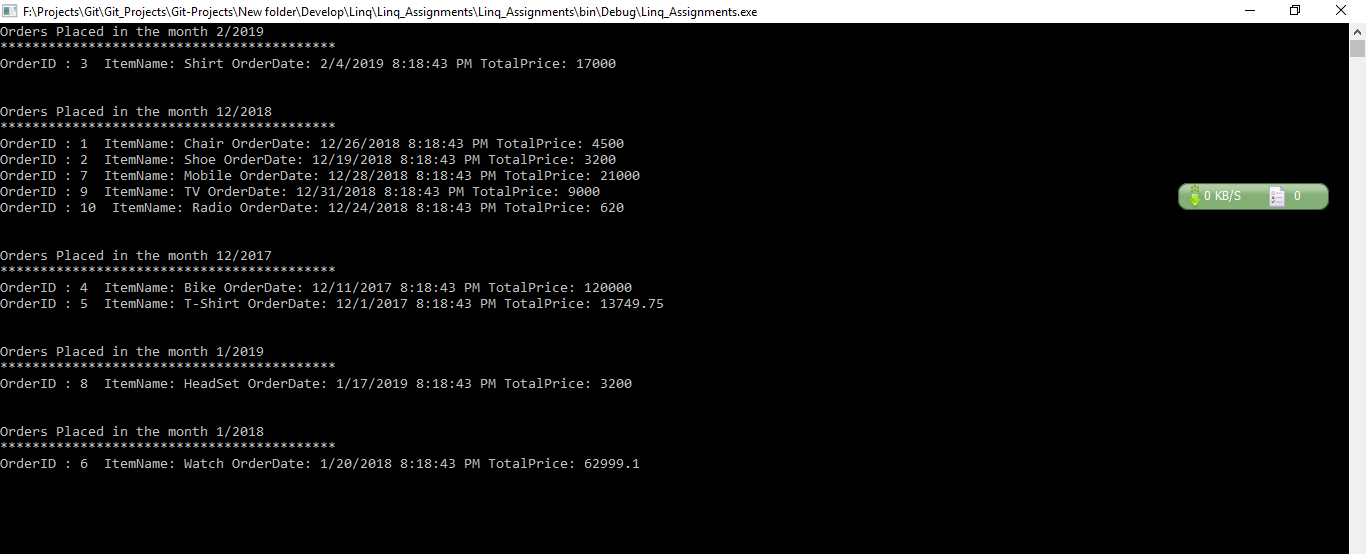 F:\Projects\Git\Git_Projects\Git-Projects\New folder\Develop\Linq\Linq_Assignments\Linq_Assignments\bin\Debug\Linq_Assignments.exe
Orders Placed in the month 2/2019
******************************************
OrderID : 3  ItemName: Shirt OrderDate: 2/4/2019 8:18:43 PM TotalPrice: 17000
Orders Placed in the month 12/2018
******************************************
OrderID : 1  ItemName: Chair OrderDate: 12/26/2018 8:18:43 PM TotalPrice: 4500
OrderID : 2  ItemName: Shoe OrderDate: 12/19/2018 8:18:43 PM TotalPrice: 3200
OrderID : 7  ItemName: Mobile OrderDate: 12/28/2018 8:18:43 PM TotalPrice: 21000
OrderID : 9  ItemName: TV OrderDate: 12/31/2018 8:18:43 PM TotalPrice: 9000
0 KB/S 0
OrderID : 10  ItemName: Radio OrderDate: 12/24/2018 8:18:43 PM TotalPrice: 620
Orders Placed in the month 12/2017
******************************************
OrderID : 4  ItemName: Bike OrderDate: 12/11/2017 8:18:43 PM TotalPrice: 120000
OrderID : 5  ItemName: T-Shirt OrderDate: 12/1/2017 8:18:43 PM TotalPrice: 13749.75
Orders Placed in the month 1/2019
******************************************
OrderID : 8  ItemName: HeadSet OrderDate: 1/17/2019 8:18:43 PM TotalPrice: 3200
Orders Placed in the month 1/2018
******************************************
OrderID : 6  ItemName: Watch OrderDate: 1/20/2018 8:18:43 PM TotalPrice: 62999.1